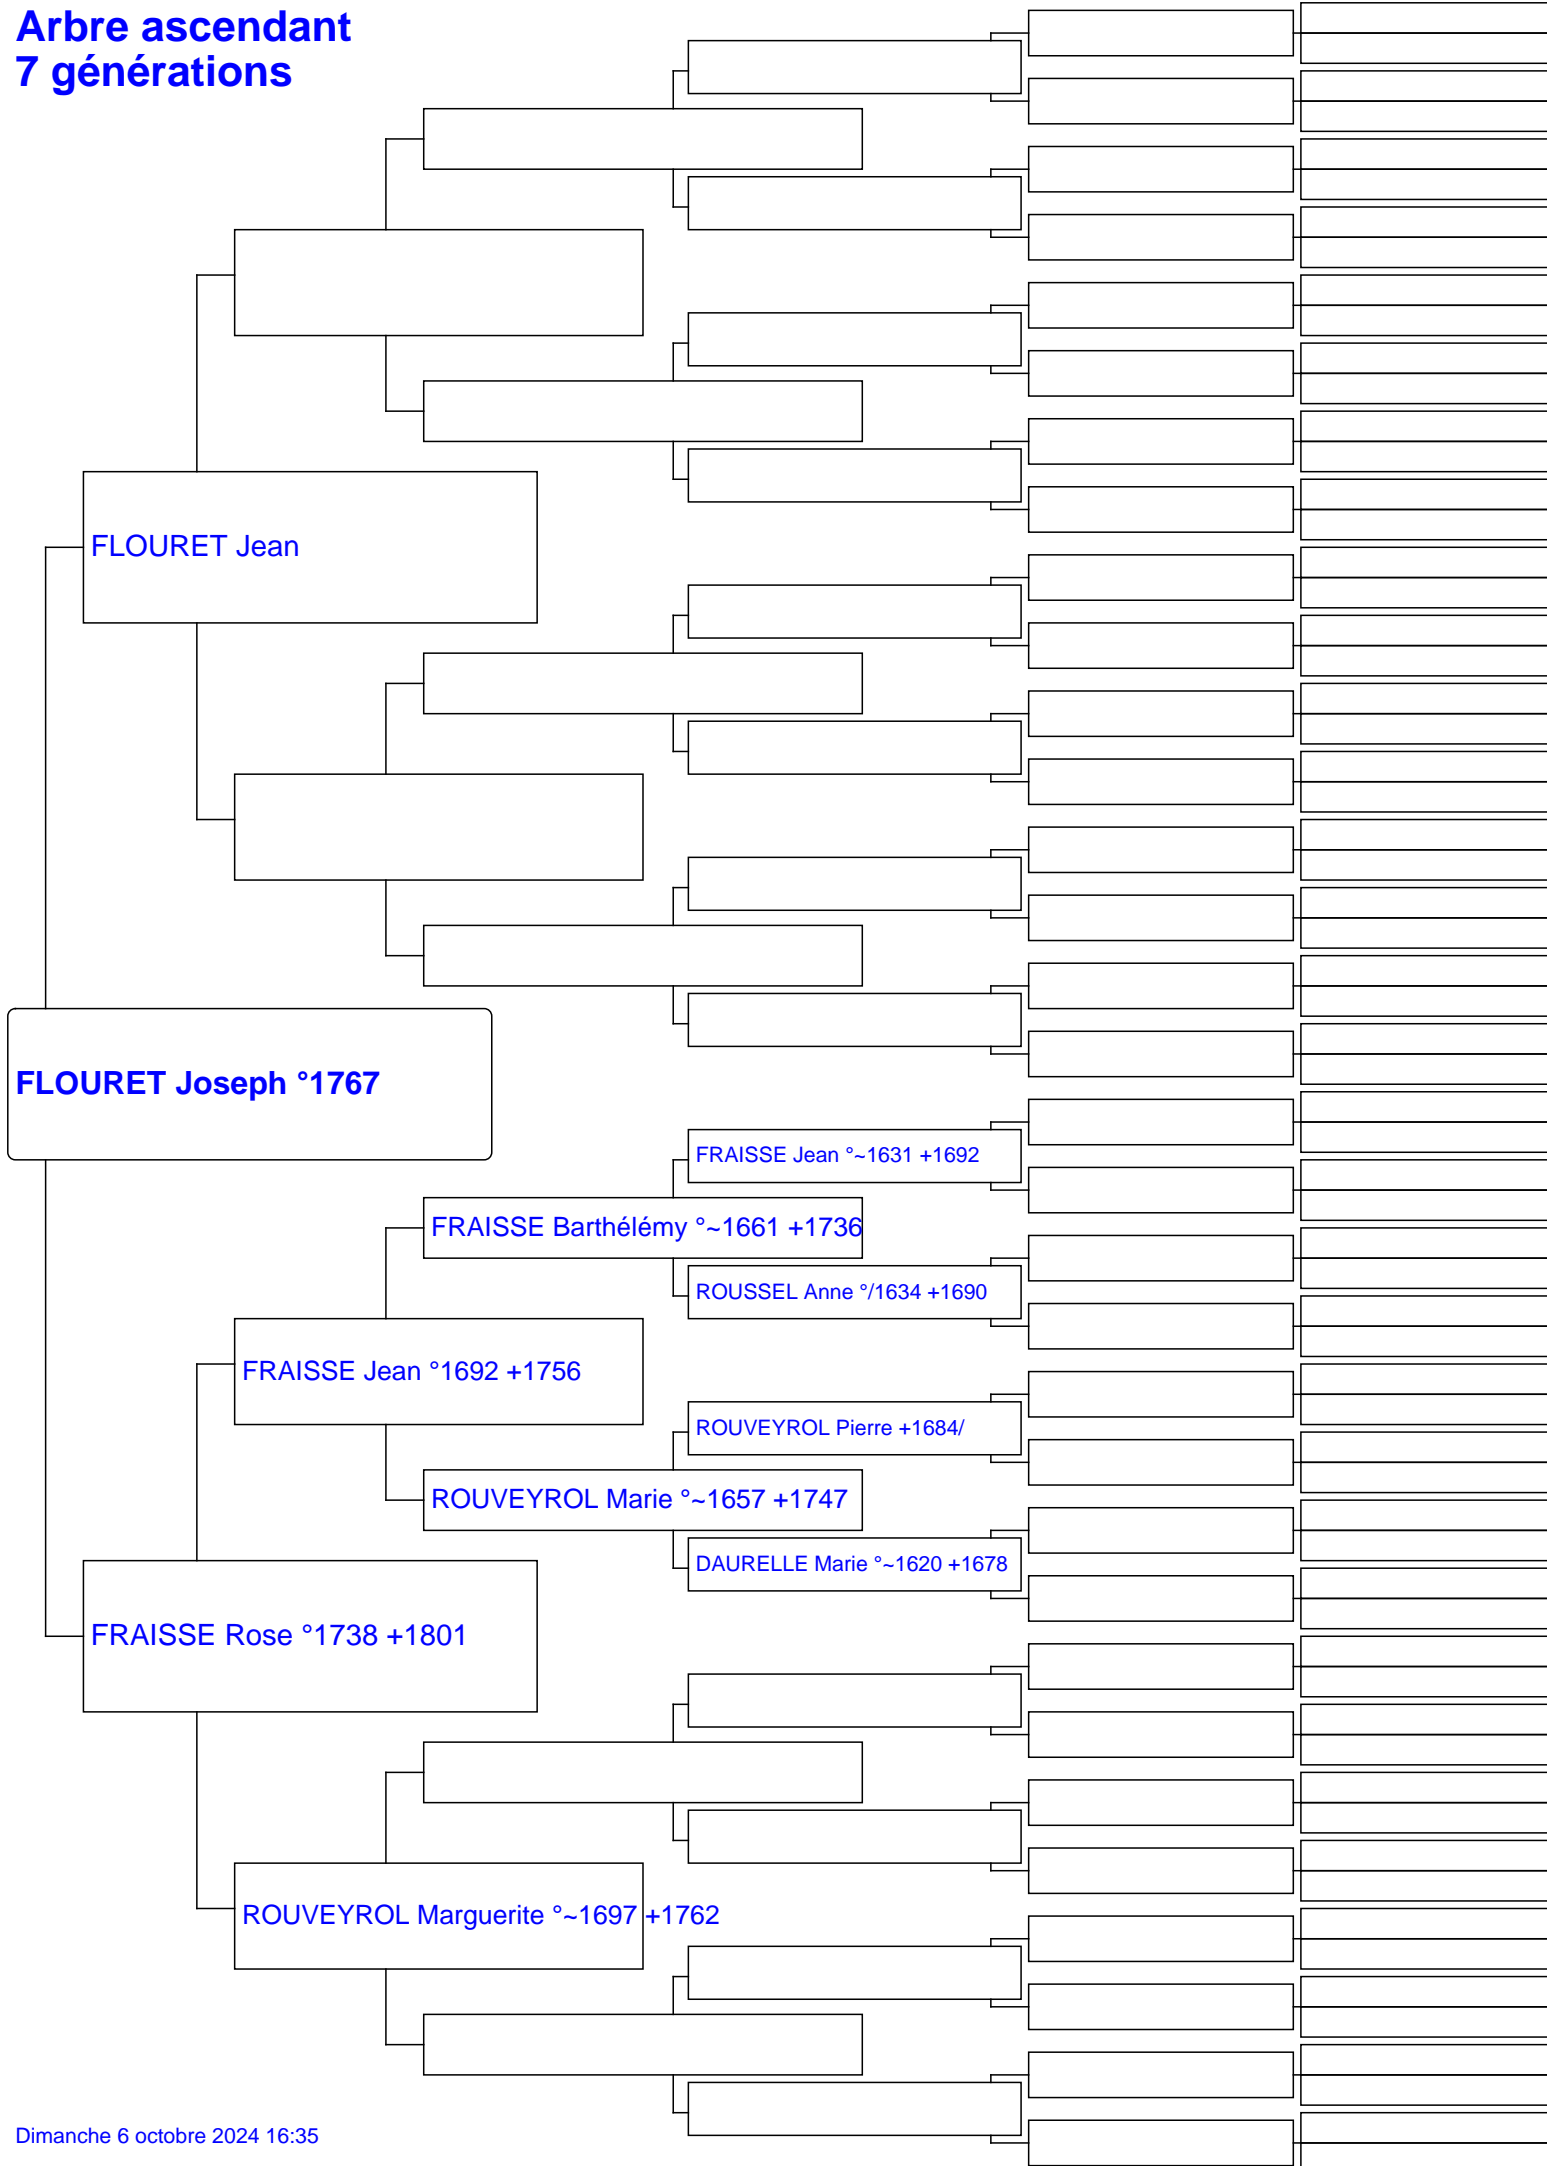 Arbre ascendant
7 générations
FLOURET Jean
FLOURET Joseph °1767
FRAISSE Jean °~1631 +1692
FRAISSE Barthélémy °~1661 +1736
ROUSSEL Anne °/1634 +1690
FRAISSE Jean °1692 +1756
ROUVEYROL Pierre +1684/
ROUVEYROL Marie °~1657 +1747
DAURELLE Marie °~1620 +1678
FRAISSE Rose °1738 +1801
ROUVEYROL Marguerite °~1697 +1762
Dimanche 6 octobre 2024 16:35